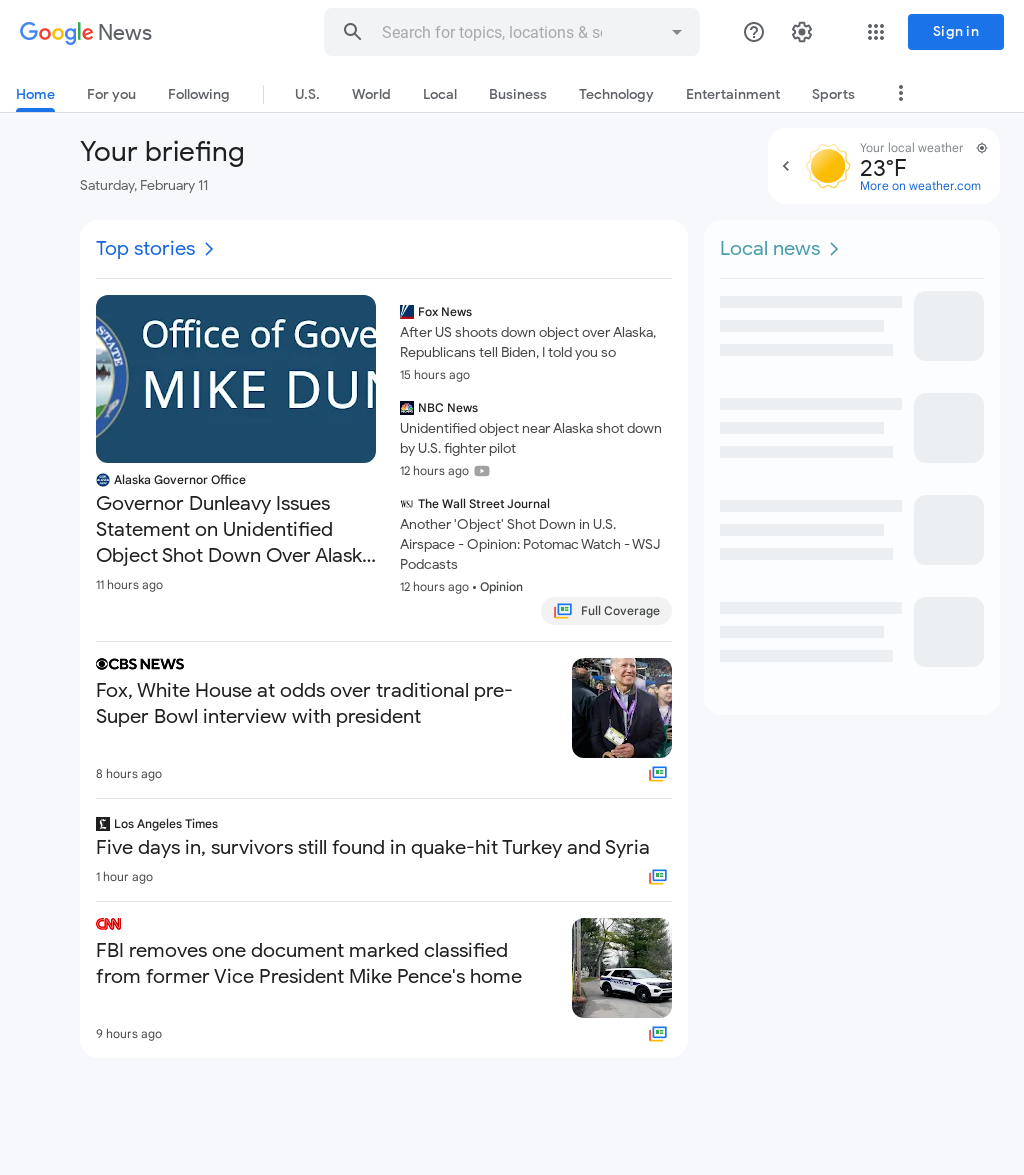 Google News
Search for topics, locations & so
Sign in
Home
For you
Following
U.S.
World
Local
Business
Technology
Entertainment
Sports
Your briefing
Saturday, February 11
Your local weather
23°F
More on weather.com
Top stories
Office of Gove
MIKE DUN
STATE
Alaska Governor Office
Governor Dunleavy Issues
Statement on Unidentified
Object Shot Down Over Alask...
11 hours ago
Fox News
After US shoots down object over Alaska,
Republicans tell Biden, I told you so
15 hours ago
NBC News
Unidentified object near Alaska shot down
by U.S. fighter pilot
12 hours ago
WSJ
The Wall Street Journal
Another 'Object' Shot Down in U.S.
Airspace - Opinion: Potomac Watch - WSJ
Podcasts
12 hours ago • Opinion
Full Coverage
CBS NEWS
Fox, White House at odds over traditional pre-
Super Bowl interview with president
8 hours ago
Los Angeles Times
Five days in, survivors still found in quake-hit Turkey and Syria
1 hour ago
CNN
FBI removes one document marked classified
from former Vice President Mike Pence's home
9 hours ago
Local news